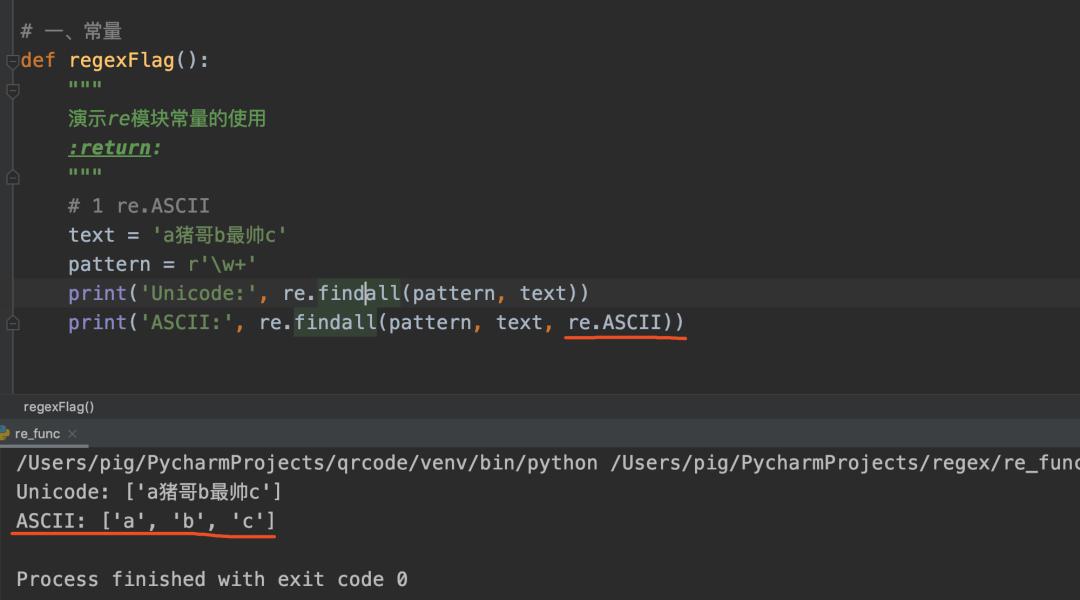 # 一、常量
def regexFlag():
"""
演示re模块常量的使用
:return:
"""
# 1 re.ASCII
text = 'a猪哥b最帅c'
pattern = r'\w+'
print('Unicode:', re.findall(pattern, text))
print('ASCII:', re.findall(pattern, text, re.ASCII))
regexFlag()
re_func ×
/Users/pig/PycharmProjects/qrcode/venv/bin/python /Users/pig/PycharmProjects/regex/re_func
Unicode: ['a猪哥b最帅c']
ASCII: ['a', 'b', 'c']
Process finished with exit code 0